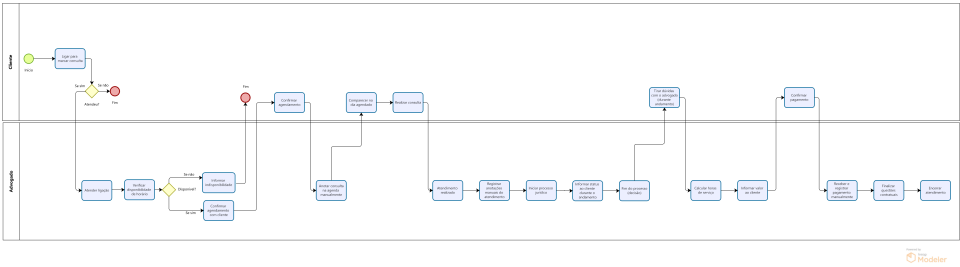 Cliente
Início
Ligar para
marcar consulta
Se sim
Se não
Atendeu?
Fim
Fim
Confirmar
agendamento
Comparecer no
dia agendado
Realizar consulta
Tirar dúvidas
com o advogado
durante
andamento
Confirmar
pagamento
Advogado
Atender ligação
Verificar
disponibilidade
de horário
Se não
Disponível?
Se sim
Informar
indisponibilidade
Confirmar
agendamento
com cliente
Anotar consulta
na agenda
manualmente
Atendimento
realizado
Registrar
anotações
manuais do
atendimento
Iniciar processo
jurídico
Informar status
ao cliente
durante o
andamento
Fim do processo
(decisão)
Calcular horas
de serviço
Informar valor
ao cliente
Receber e
registrar
pagamento
manualmente
Finalizar
questões
contratuais
Encerrar
atendimento
Modeler